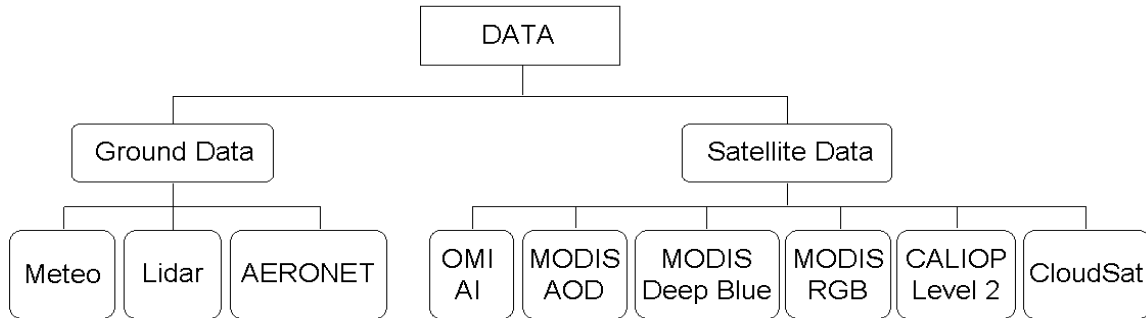 DATA
Ground Data
Satellite Data
Meteo
Lidar
AERONET
OMI
AI
MODIS
AOD
MODIS
Deep Blue
MODIS
RGB
CALIOP
Level 2
CloudSat